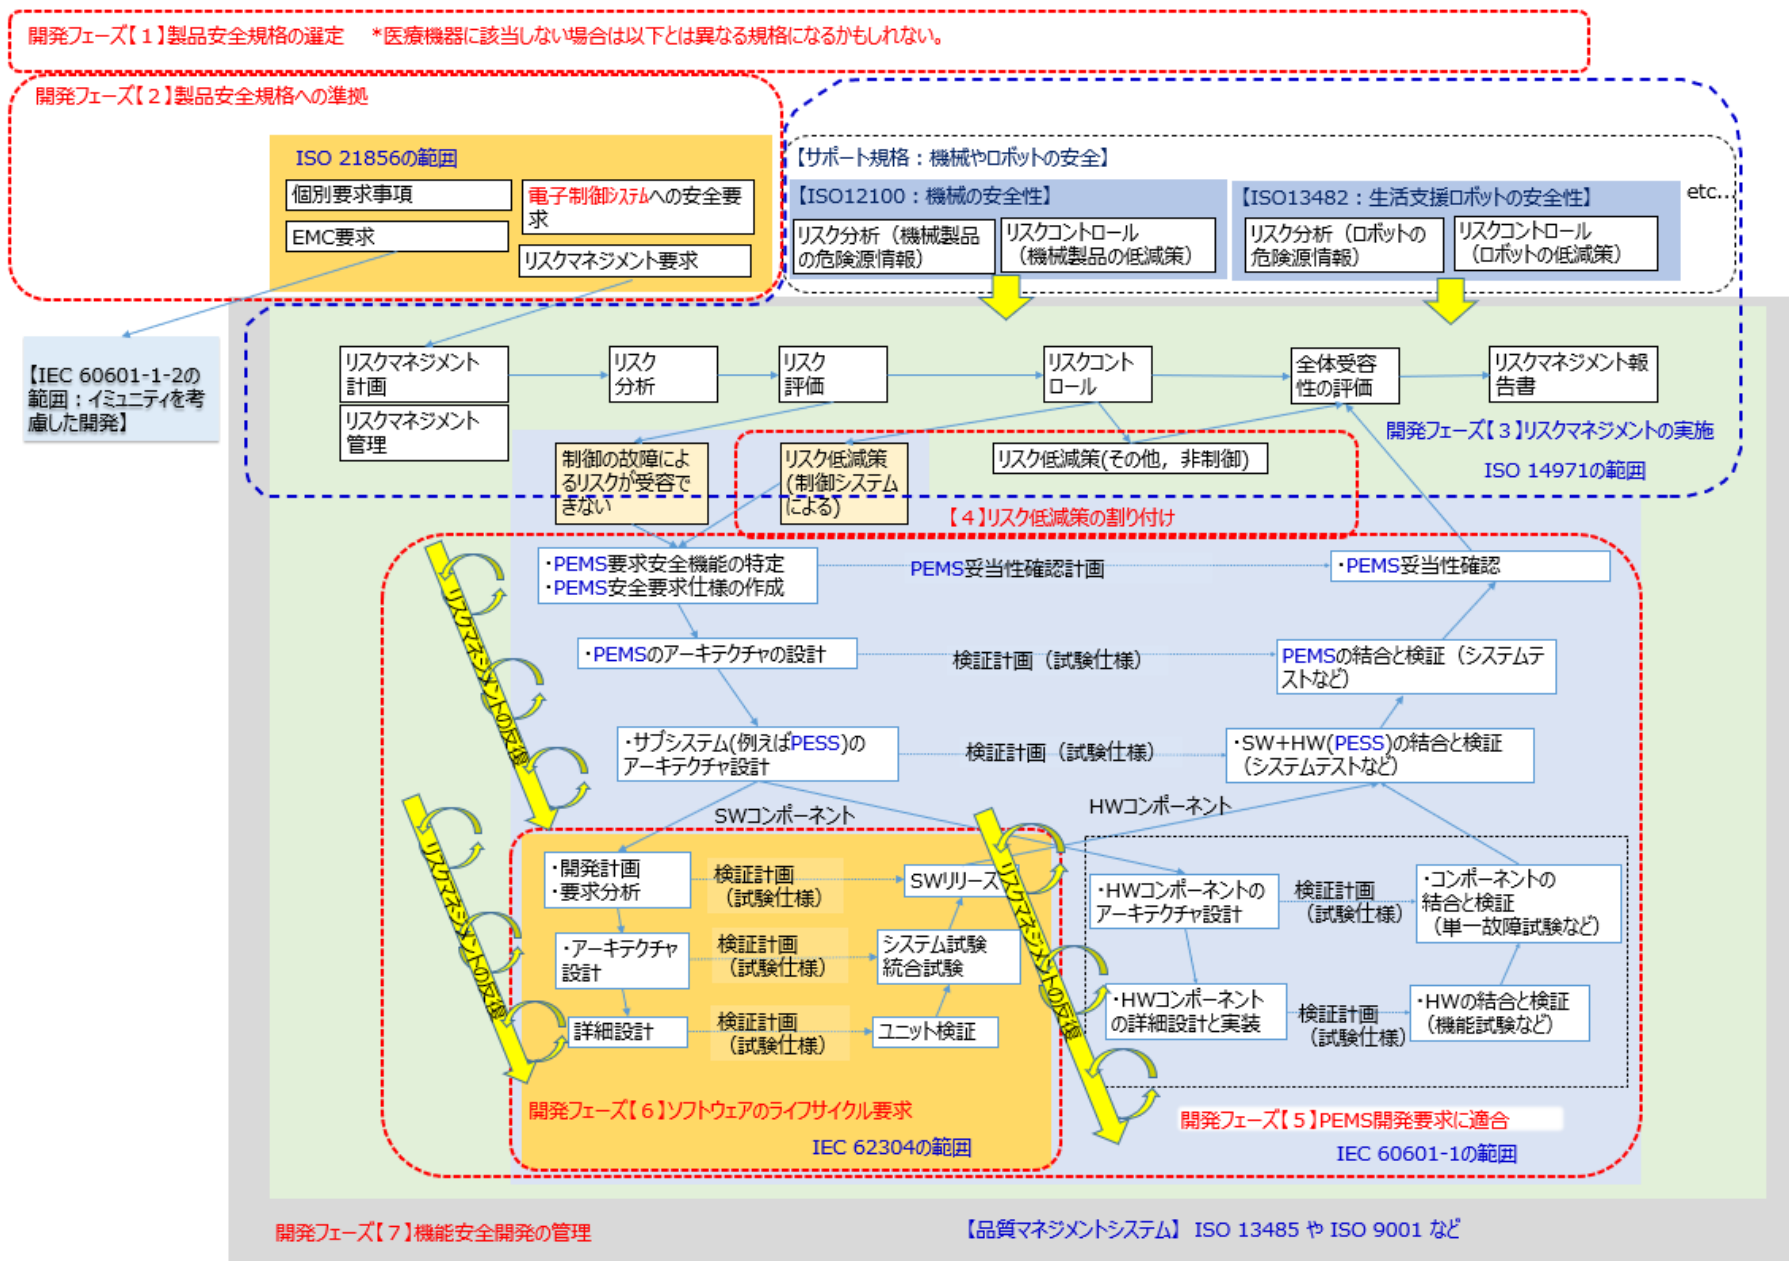 開発フェーズ【１】製品安全規格の選定　*医療機器に該当しない場合は以下とは異なる規格になるかもしれない。
開発フェーズ【２】製品安全規格への準拠
ISO 21856の範囲
個別要求事項
電子制御システムへの安全要
求
EMC要求
リスクマネジメント要求
【サポート規格：機械やロボットの安全】
【ISO12100：機械の安全性】
リスク分析（機械製品
の危険源情報）
リスクコントロール
（機械製品の低減策）
【ISO13482：生活支援ロボットの安全性】
リスク分析（ロボットの
危険源情報）
リスクコントロール
（ロボットの低減策）
etc...
【IEC 60601-1-2の
範囲：イミュニティを考
慮した開発】
リスクマネジメント
計画
リスクマネジメント
管理
リスク
分析
リスク
評価
リスクコント
ロール
全体受容
性の評価
リスクマネジメント報
告書
開発フェーズ【３】リスクマネジメントの実施
ISO 14971の範囲
制御の故障によ
るリスクが受容で
きない
リスク低減策
(制御システム
による)
リスク低減策(その他，非制御)
【４】リスク低減策の割り付け
・PEMS要求安全機能の特定
・PEMS安全要求仕様の作成
PEMS妥当性確認計画
・PEMS妥当性確認
・PEMSのアーキテクチャの設計
検証計画（試験仕様）
PEMSの結合と検証（システムテ
ストなど）
・サブシステム(例えばPESS)の
アーキテクチャ設計
検証計画（試験仕様）
・SW+HW(PESS)の結合と検証
（システムテストなど）
リスクマネジメントの反復
SWコンポーネント
HWコンポーネント
リスクマネジメントの反復
・開発計画
・要求分析
検証計画
（試験仕様）
SWリリース
・アーキテクチャ
設計
検証計画
（試験仕様）
システム試験
統合試験
詳細設計
検証計画
（試験仕様）
ユニット検証
開発フェーズ【６】ソフトウェアのライフサイクル要求
IEC 62304の範囲
リスクマネジメントの反復
・HWコンポーネントの
アーキテクチャ設計
検証計画
（試験仕様）
・コンポーネントの
結合と検証
（単一故障試験など）
・HWコンポーネント
の詳細設計と実装
検証計画
（試験仕様）
・HWの結合と検証
（機能試験など）
開発フェーズ【５】PEMS開発要求に適合
IEC 60601-1の範囲
開発フェーズ【７】機能安全開発の管理
【品質マネジメントシステム】 ISO 13485 や ISO 9001 など